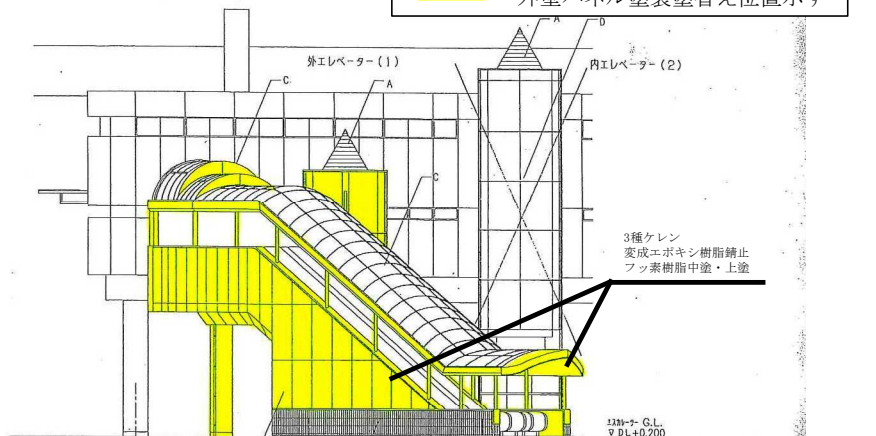 外壁パネル塗装塗替え位置示す
A
D
外エレベーター(1)
内エレベーター(2)
C
A
C
3種ケレン
変成エポキシ樹脂錆止
フッ素樹脂中塗・上塗
エスカレーター G.L.
▽ D.L+0.200